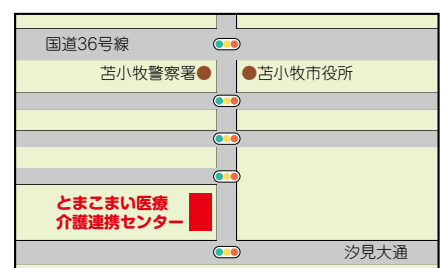 国道36号線
苫小牧警察署
苫小牧市役所
とまこまい医療
介護連携センター
汐見大通